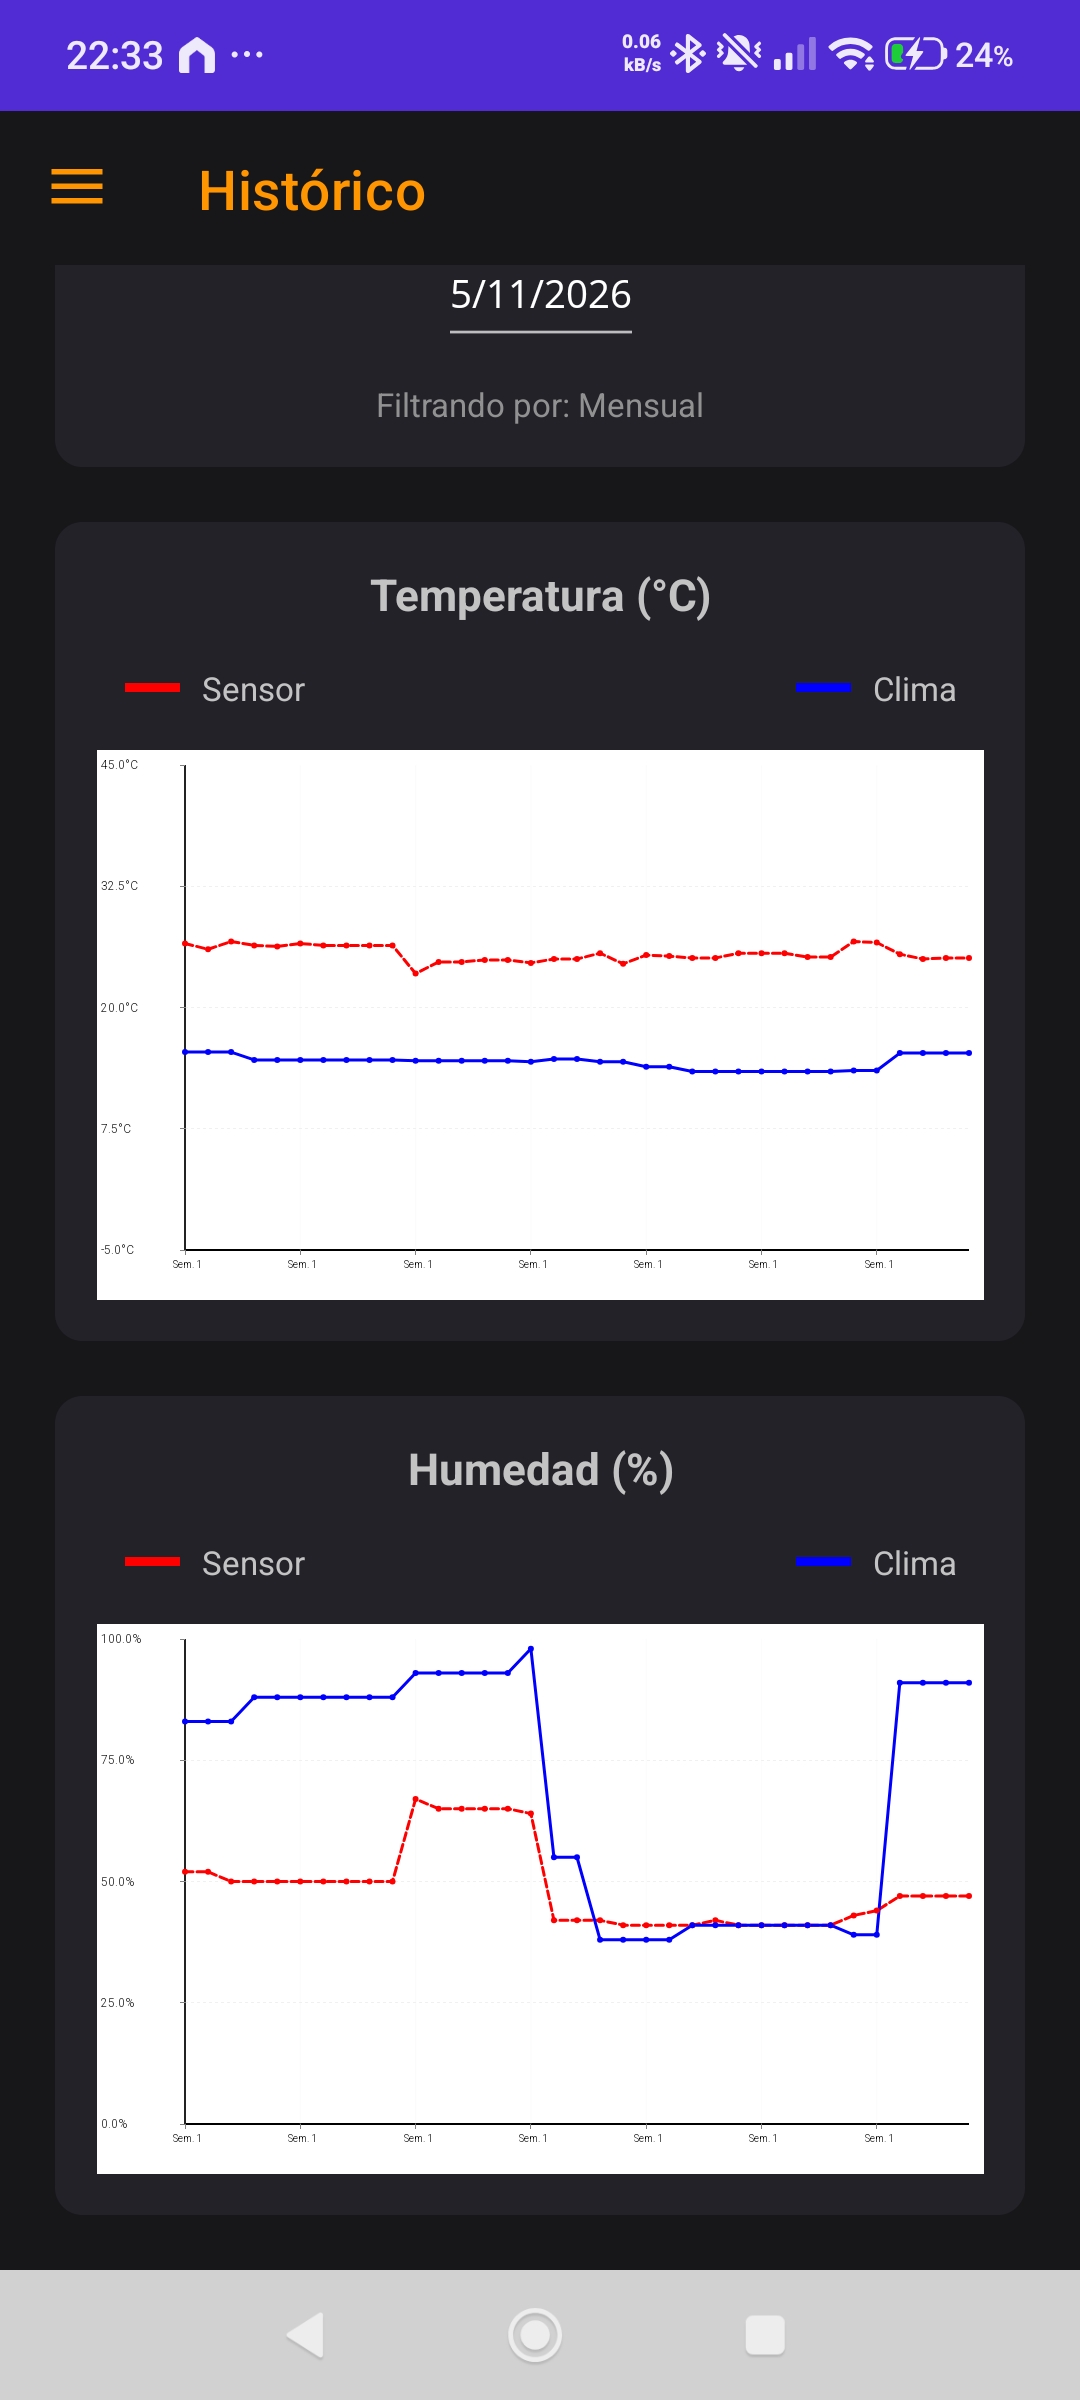 22:33 ... 0.06 kB/s 24%
Histórico
5/11/2026
Filtrando por: Mensual
Temperatura (°C)
Sensor Clima
45.0°C
32.5°C
20.0°C
7.5°C
-5.0°C
Sem. 1 Sem. 1 Sem. 1 Sem. 1 Sem. 1 Sem. 1 Sem. 1
Humedad (%)
Sensor Clima
100.0%
75.0%
50.0%
25.0%
0.0%
Sem. 1 Sem. 1 Sem. 1 Sem. 1 Sem. 1 Sem. 1 Sem. 1